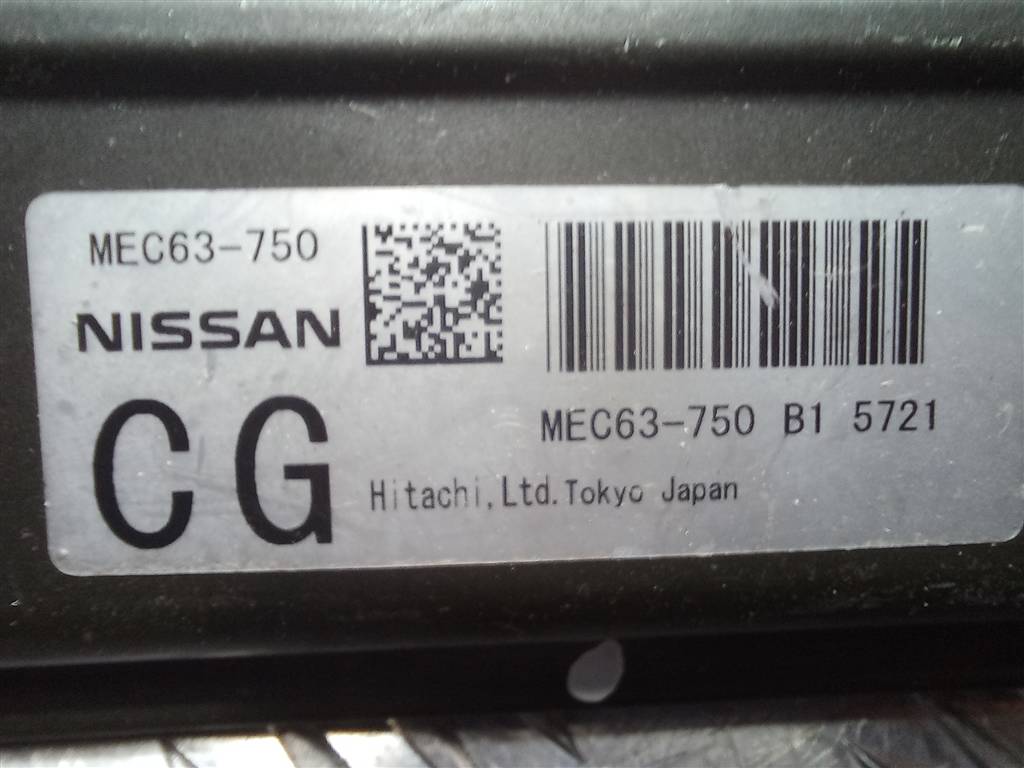 MEC63-750
NISSAN
CG
MEC63-750 B1 5721
Hitachi,Ltd.Tokyo Japan